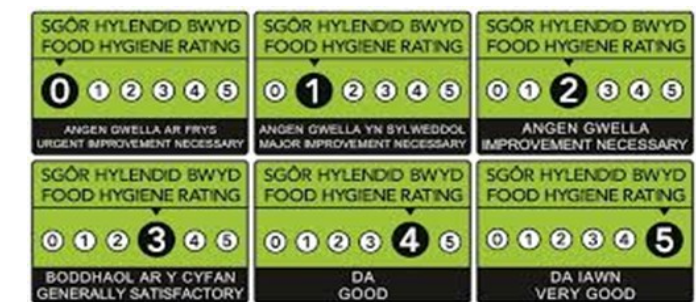 SGÔR HYLENDID BWYD
FOOD HYGIENE RATING
0 1 2 3 4 5
ANGEN GWELLA AR FRYS
URGENT IMPROVEMENT NECESSARY
SGÔR HYLENDID BWYD
FOOD HYGIENE RATING
0 1 2 3 4 5
ANGEN GWELLA YN SYLWEDDOL
MAJOR IMPROVEMENT NECESSARY
SGÔR HYLENDID BWYD
FOOD HYGIENE RATING
0 1 2 3 4 5
ANGEN GWELLA
IMPROVEMENT NECESSARY
SGÔR HYLENDID BWYD
FOOD HYGIENE RATING
0 1 2 3 4 5
BODDHAOL AR Y CYFAN
GENERALLY SATISFACTORY
SGÔR HYLENDID BWYD
FOOD HYGIENE RATING
0 1 2 3 4 5
DA
GOOD
SGÔR HYLENDID BWYD
FOOD HYGIENE RATING
0 1 2 3 4 5
DA IAWN
VERY GOOD